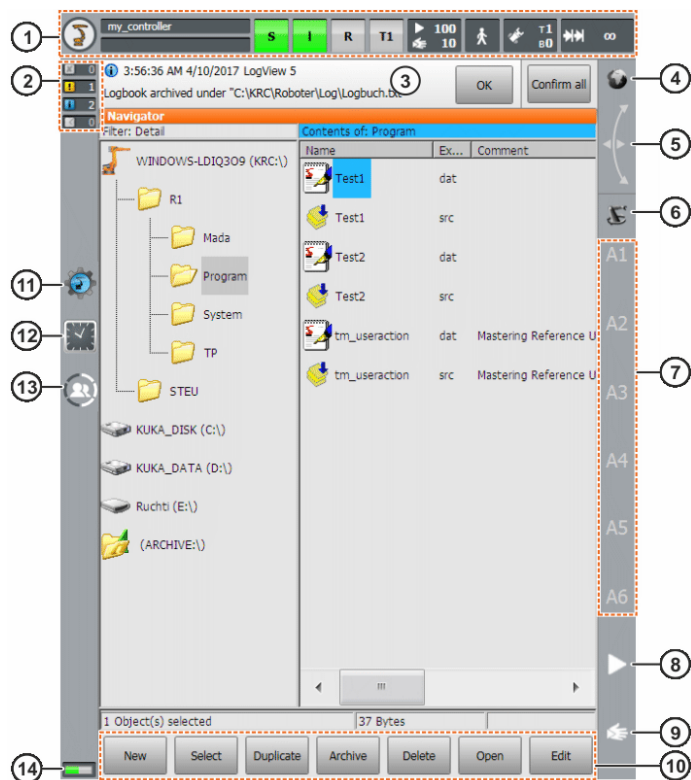 1
my_controller
S I R T1
100
10
T1
B0
∞
2
0
1
2
0
3:56:36 AM 4/10/2017 LogView 5
Logbook archived under "C:\KRC\Roboter\Log\Logbuch.txt
3
OK
Confirm all
4
Navigator
Filter: Detail
Contents of: Program
Name Ex... Comment
5
WINDOWS-LDIQ3O9 (KRC:\)
R1
Mada
Program
System
TP
STEU
KUKA_DISK (C:\)
KUKA_DATA (D:\)
Ruchti (E:\)
(ARCHIVE:\)
Test1 dat
Test1 src
Test2 dat
Test2 src
tm_useraction dat Mastering Reference U
tm_useraction src Mastering Reference U
6
A1
A2
A3
A4
A5
A6
7
8
9
11
12
13
14
1 Object(s) selected 37 Bytes
New Select Duplicate Archive Delete Open Edit
10